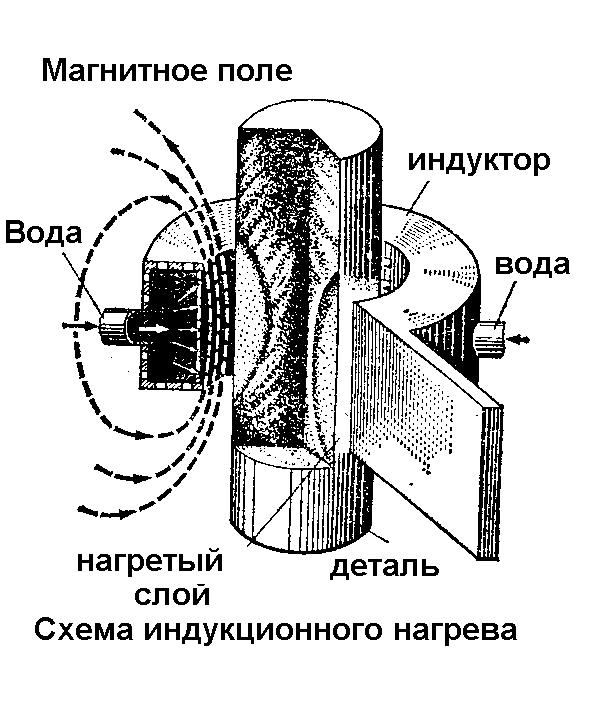 Магнитное поле
индуктор
Вода
вода
нагретый
слой
деталь
Схема индукционного нагрева